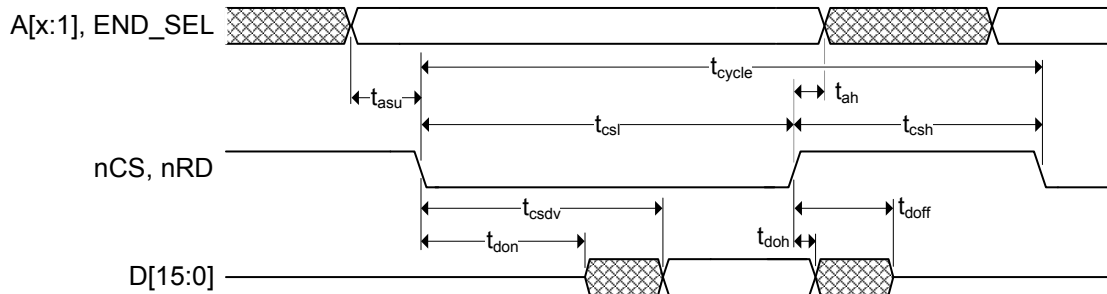 A[x:1], END_SEL
tcycle
tasu
tah
tcsl
tcsh
nCS, nRD
tcsdv
tdoff
tdon
tdoh
D[15:0]